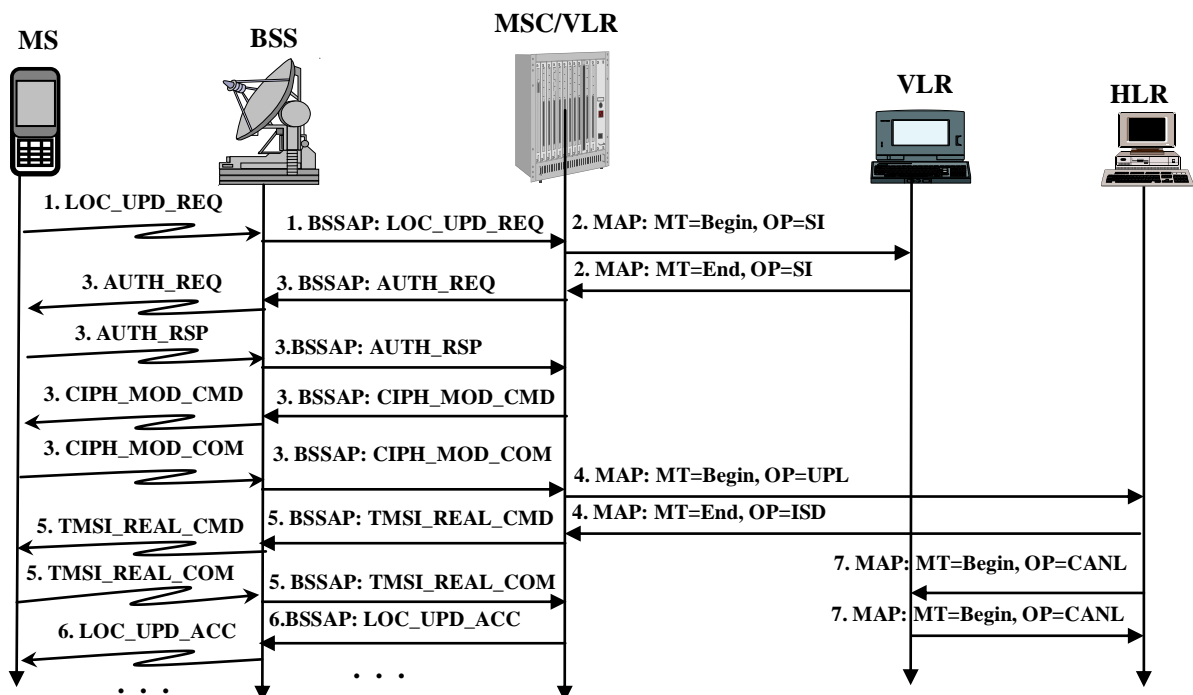 MS
BSS
MSC/VLR
VLR
HLR
1. LOC_UPD_REQ
1. BSSAP: LOC_UPD_REQ
2. MAP: MT=Begin, OP=SI
2. MAP: MT=End, OP=SI
3. AUTH_REQ
3. BSSAP: AUTH_REQ
3. AUTH_RSP
3.BSSAP: AUTH_RSP
3. CIPH_MOD_CMD
3. BSSAP: CIPH_MOD_CMD
3. CIPH_MOD_COM
3. BSSAP: CIPH_MOD_COM
4. MAP: MT=Begin, OP=UPL
4. MAP: MT=End, OP=ISD
5. TMSI_REAL_CMD
5. BSSAP: TMSI_REAL_CMD
5. TMSI_REAL_COM
5. BSSAP: TMSI_REAL_COM
7. MAP: MT=Begin, OP=CANL
7. MAP: MT=Begin, OP=CANL
6. LOC_UPD_ACC
6.BSSAP: LOC_UPD_ACC
. . .
. . .